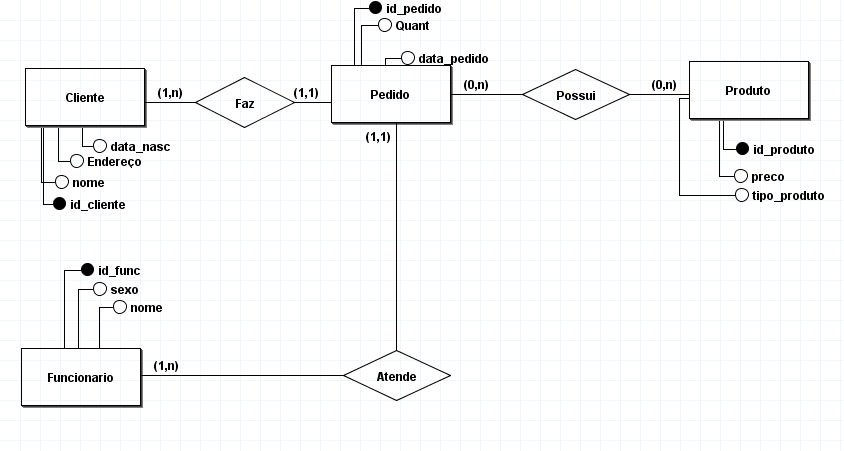 id_pedido
Quant
data_pedido
Cliente
(1,n)
Faz
(1,1)
Pedido
(0,n)
Possui
(0,n)
Produto
(1,1)
data_nasc
Endereço
nome
id_cliente
id_produto
preco
tipo_produto
id_func
sexo
nome
Funcionario
(1,n)
Atende